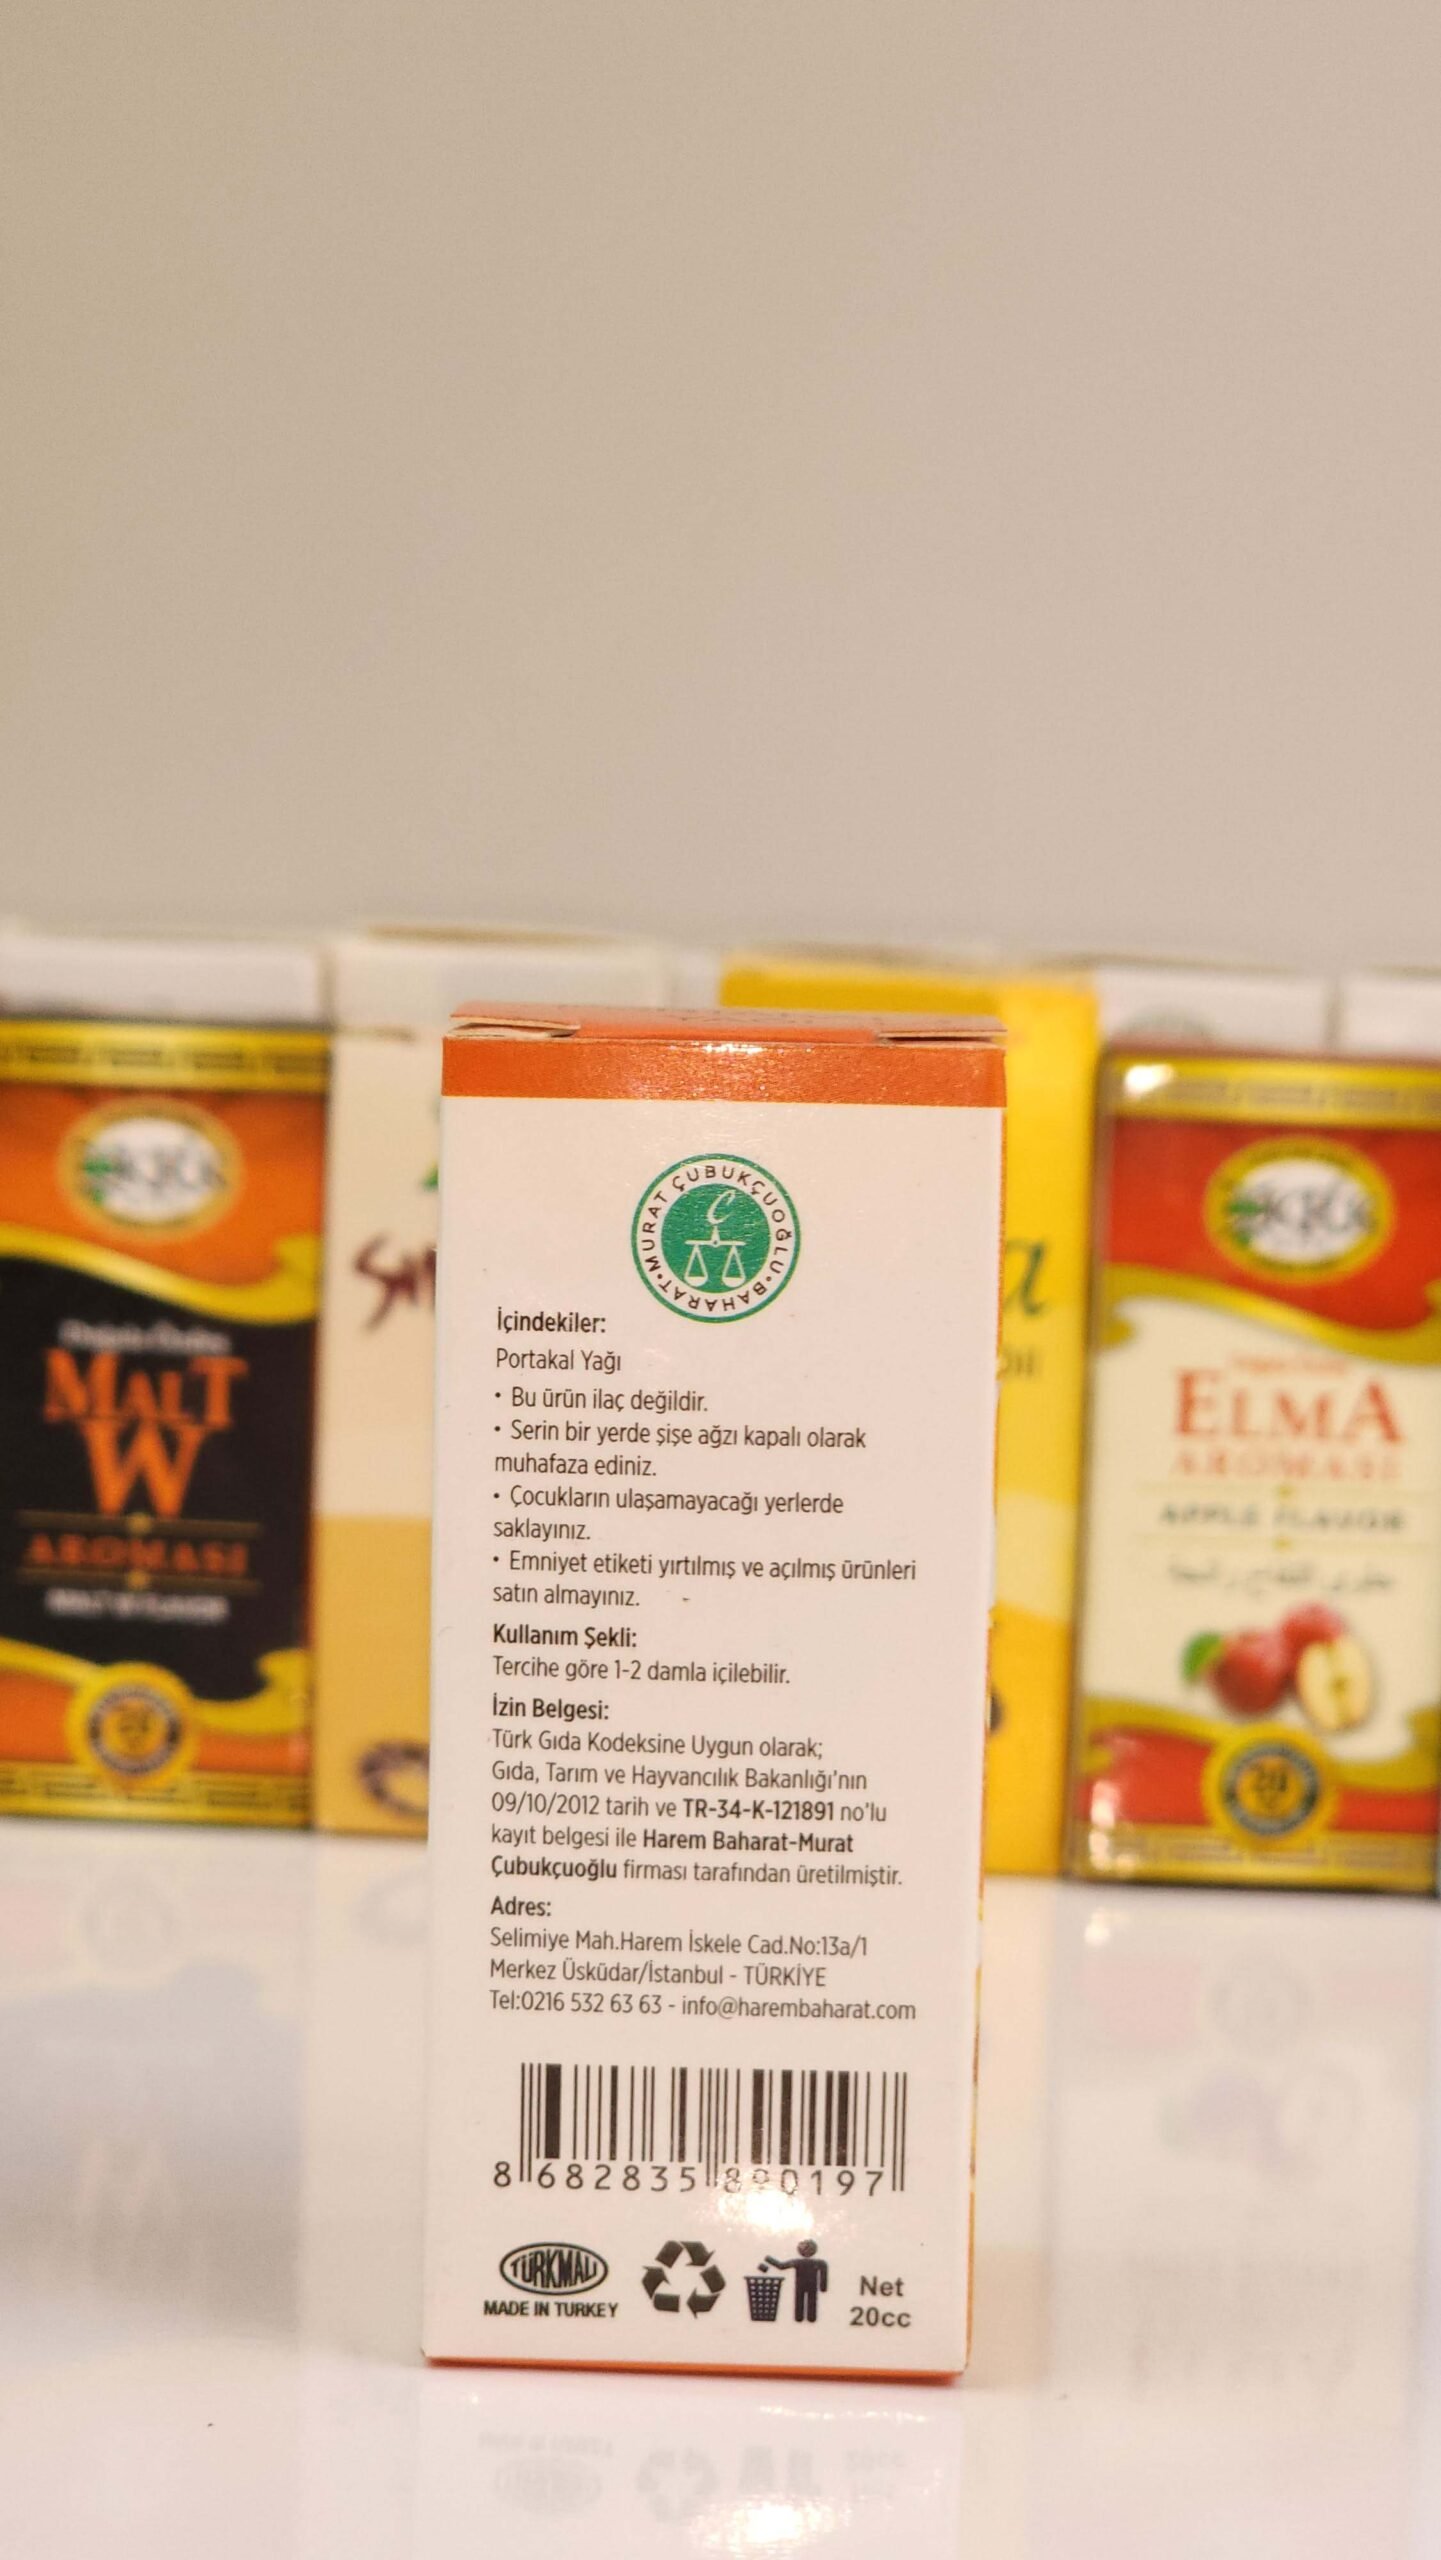 MURAT ÇUBUKÇUOĞLU • BAHARAT •
İçindekiler:
Portakal Yağı
• Bu ürün ilaç değildir.
• Serin bir yerde şişe ağzı kapalı olarak
muhafaza ediniz.
• Çocukların ulaşamayacağı yerlerde
saklayınız.
• Emniyet etiketi yırtılmış ve açılmış ürünleri
satın almayınız.
Kullanım Şekli:
Tercihe göre 1-2 damla içilebilir.
İzin Belgesi:
Türk Gıda Kodeksine Uygun olarak;
Gıda, Tarım ve Hayvancılık Bakanlığı'nın
09/10/2012 tarih ve TR-34-K-121891 no'lu
kayıt belgesi ile Harem Baharat-Murat
Çubukçuoğlu firması tarafından üretilmiştir.
Adres:
Selimiye Mah.Harem İskele Cad.No:13a/1
Merkez Üsküdar/İstanbul - TÜRKİYE
Tel:0216 532 63 63 - info@harembaharat.com
8 682835 890197
TÜRKMALI
MADE IN TURKEY
Net
20cc
MALT
W
AROMASI
ELMA
AROMASI
APPLE FLAVOR
20